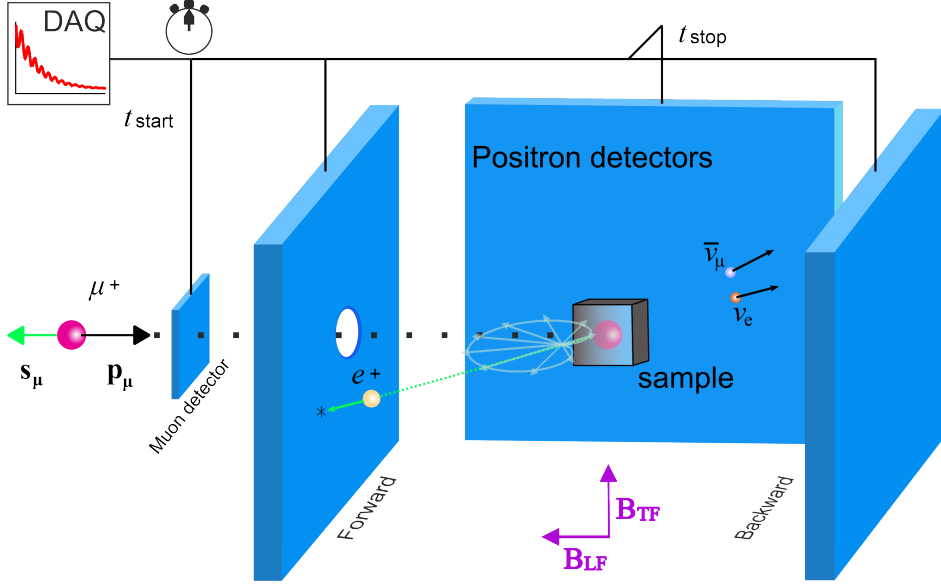 DAQ
t stop
t start
Positron detectors
ν̅μ
μ+
νe
e+
sμ
pμ
sample
Muon detector
*
Forward
Backward
BTF
BLF